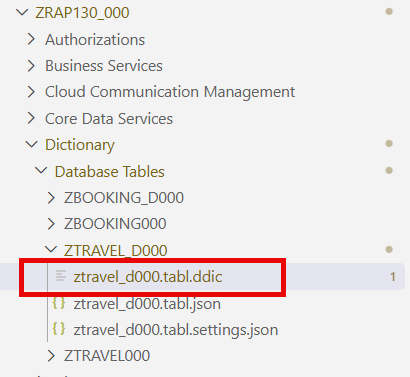 ZRAP130_000
Authorizations
Business Services
Cloud Communication Management
Core Data Services
Dictionary
Database Tables
ZBOOKING_D000
ZBOOKING000
ZTRAVEL_D000
ztravel_d000.tabl.ddic 1
{} ztravel_d000.tabl.json
{} ztravel_d000.tabl.settings.json
ZTRAVEL000